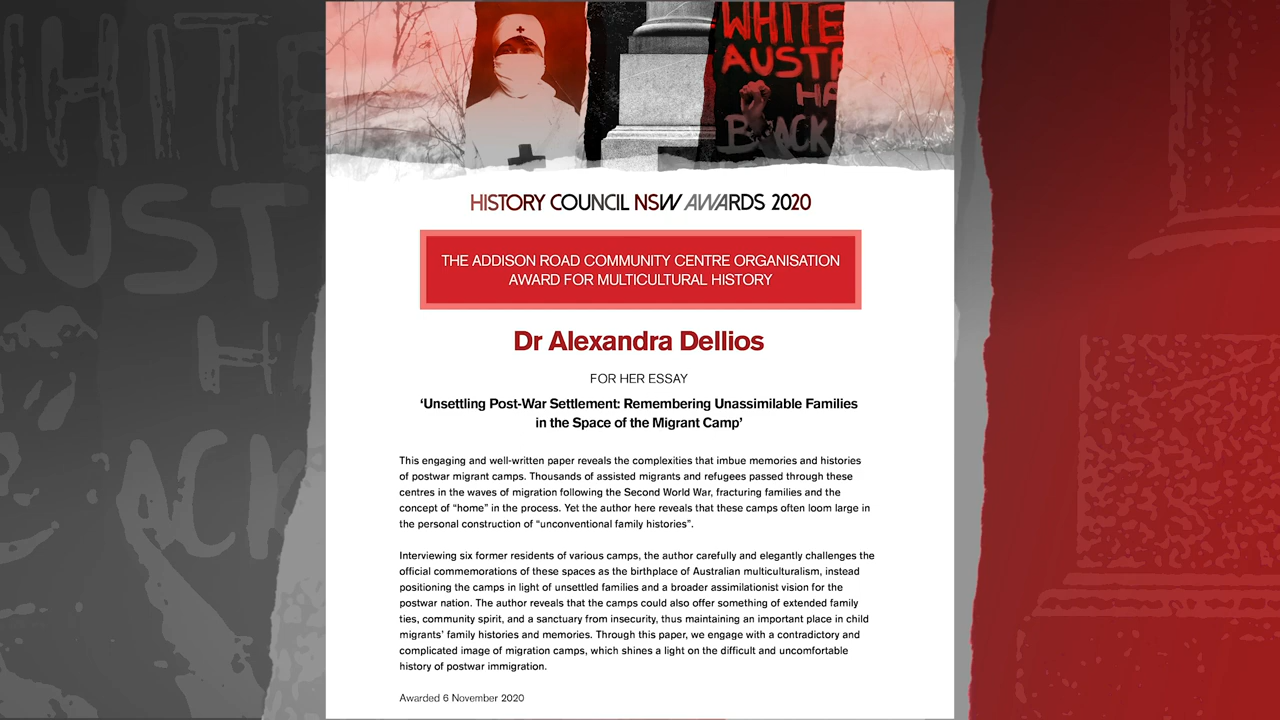 WHITE
AUSTR
HA
BLACK
HISTORY COUNCIL NSW AWARDS 2020
THE ADDISON ROAD COMMUNITY CENTRE ORGANISATION
AWARD FOR MULTICULTURAL HISTORY
Dr Alexandra Dellios
FOR HER ESSAY
‘Unsettling Post-War Settlement: Remembering Unassimilable Families
in the Space of the Migrant Camp’
This engaging and well-written paper reveals the complexities that imbue memories and histories
of postwar migrant camps. Thousands of assisted migrants and refugees passed through these
centres in the waves of migration following the Second World War, fracturing families and the
concept of “home” in the process. Yet the author here reveals that these camps often loom large in
the personal construction of “unconventional family histories”.
Interviewing six former residents of various camps, the author carefully and elegantly challenges the
official commemorations of these spaces as the birthplace of Australian multiculturalism, instead
positioning the camps in light of unsettled families and a broader assimilationist vision for the
postwar nation. The author reveals that the camps could also offer something of extended family
ties, community spirit, and a sanctuary from insecurity, thus maintaining an important place in child
migrants’ family histories and memories. Through this paper, we engage with a contradictory and
complicated image of migration camps, which shines a light on the difficult and uncomfortable
history of postwar immigration.
Awarded 6 November 2020